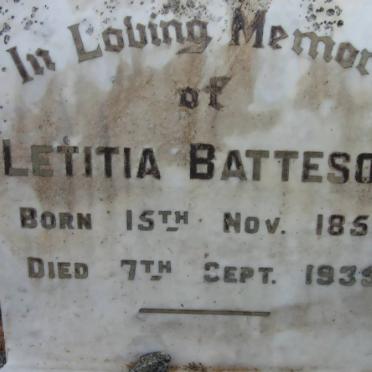 In Loving Memor
of
LETITIA BATTESO
BORN 15TH NOV. 185
DIED 7TH SEPT. 193